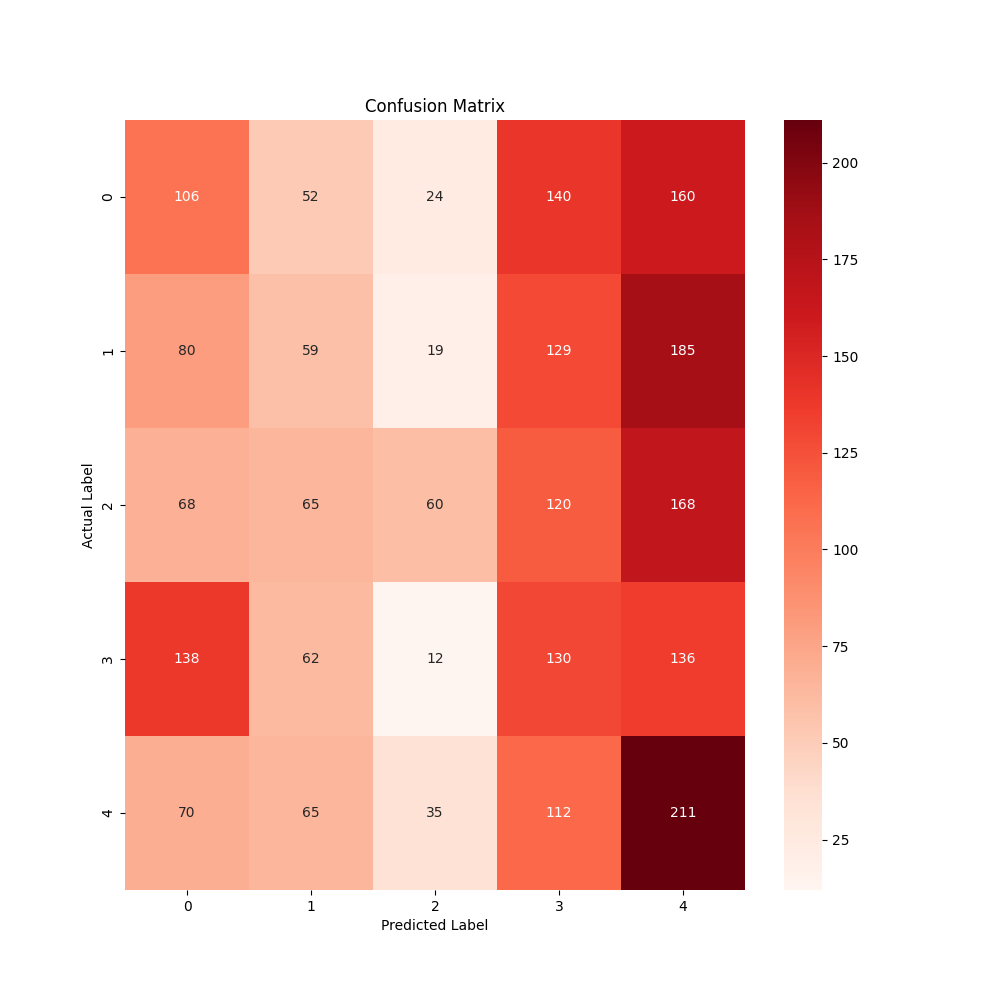 Confusion Matrix
0 106 52 24 140 160
1 80 59 19 129 185
2 68 65 60 120 168
3 138 62 12 130 136
4 70 65 35 112 211
0 1 2 3 4
Predicted Label
Actual Label
200
175
150
125
100
75
50
25